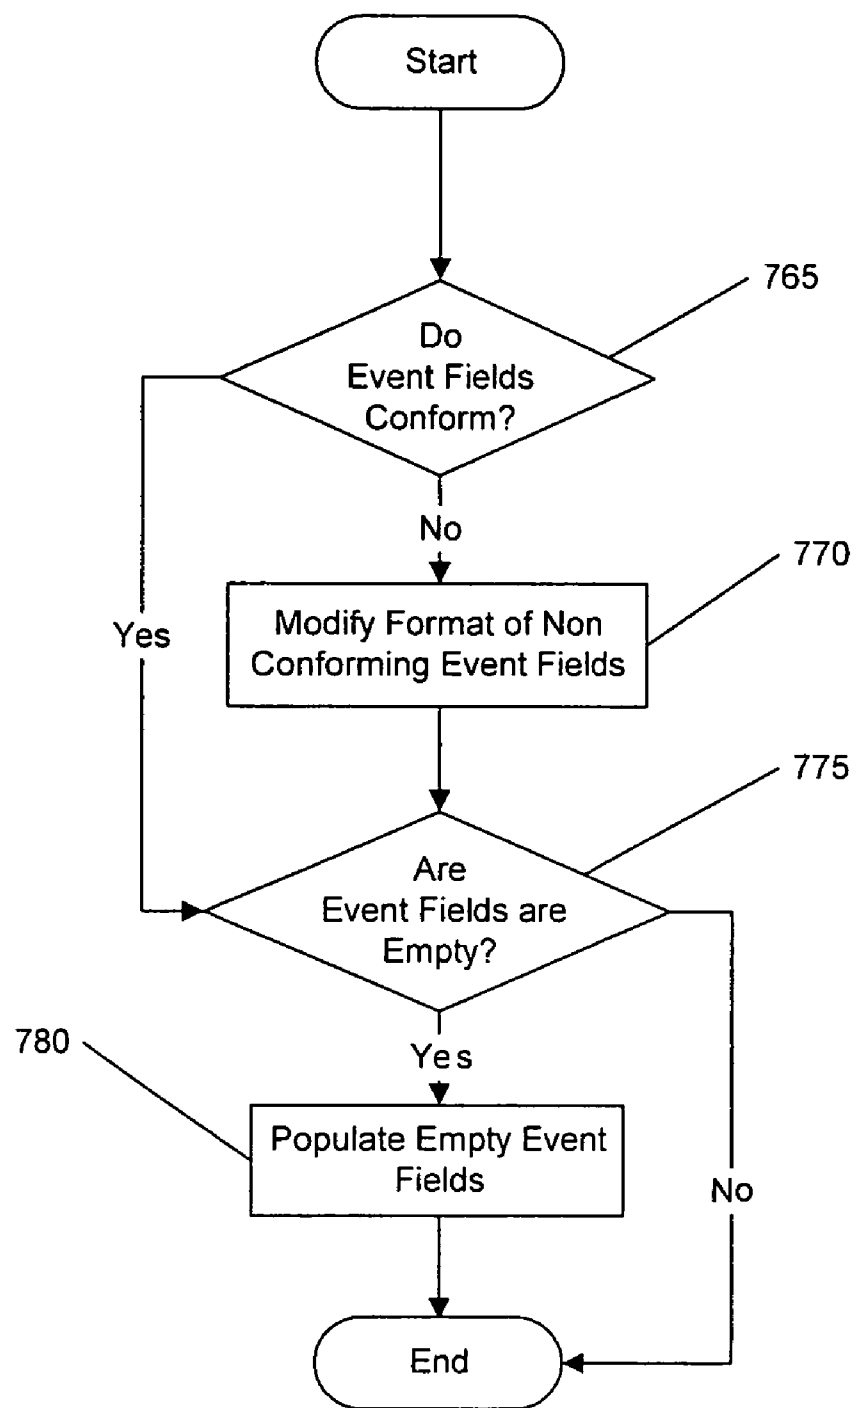 Start
765
Do
Event Fields
Conform?
No
770
Modify Format of Non
Conforming Event Fields
Yes
775
Are
Event Fields are
Empty?
780
Yes
Populate Empty Event
Fields
No
End